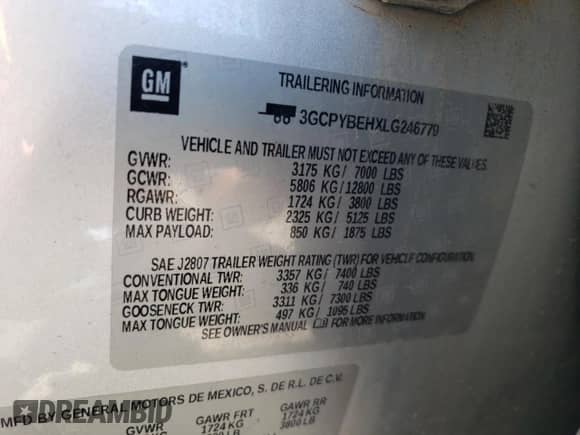 GM
TRAILERING INFORMATION
3GCPYBEHXLG246779
VEHICLE AND TRAILER MUST NOT EXCEED ANY OF THESE VALUES.
GVWR: 3175 KG/ 7000 LBS
GCWR: 5806 KG/12800 LBS
RGAWR: 1724 KG/ 3800 LBS
CURB WEIGHT: 2325 KG/ 5125 LBS
MAX PAYLOAD: 850 KG/ 1875 LBS
SAE J2807 TRAILER WEIGHT RATING (TWR) FOR VEHICLE CONFIGURATION.
CONVENTIONAL TWR: 3357 KG/ 7400 LBS
MAX TONGUE WEIGHT: 336 KG/ 740 LBS
GOOSENECK TWR: 3311 KG/ 7300 LBS
MAX TONGUE WEIGHT: 497 KG/ 1095 LBS
SEE OWNER'S MANUAL FOR MORE INFORMATION
MFD BY GENERAL MOTORS DE MEXICO, S. DE R.L. DE C.V.
GVWR GAWR FRT GAWR RR
1724 KG 1724 KG
3800 LB
DREAMBID